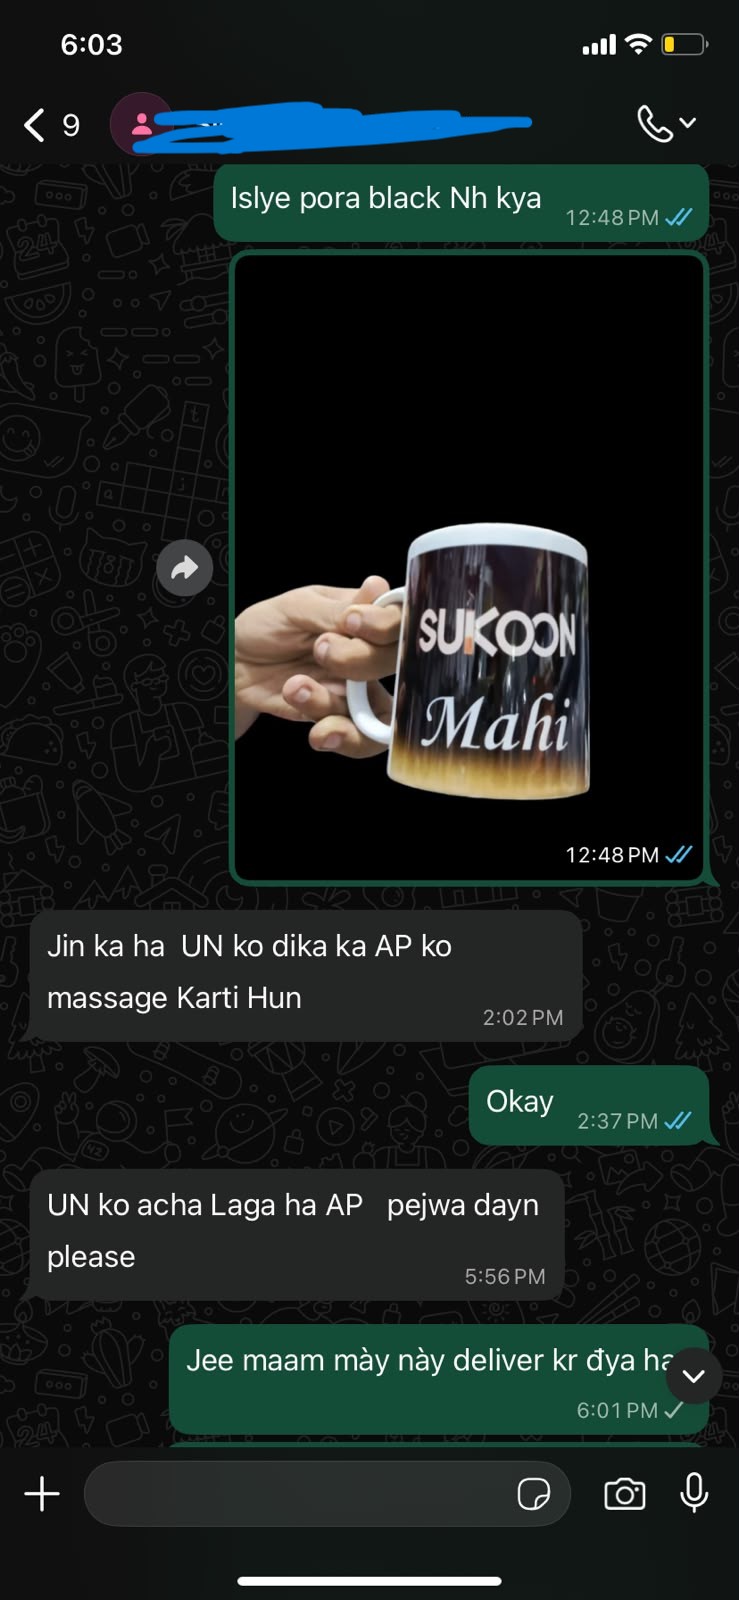 6:03
9
Islye pora black Nh kya
12:48 PM
SUKOON
Mahi
12:48 PM
Jin ka ha UN ko dika ka AP ko
massage Karti Hun
2:02 PM
Okay
2:37 PM
UN ko acha Laga ha AP pejwa dayn
please
5:56 PM
Jee maam mày này deliver kr đya ha
6:01 PM